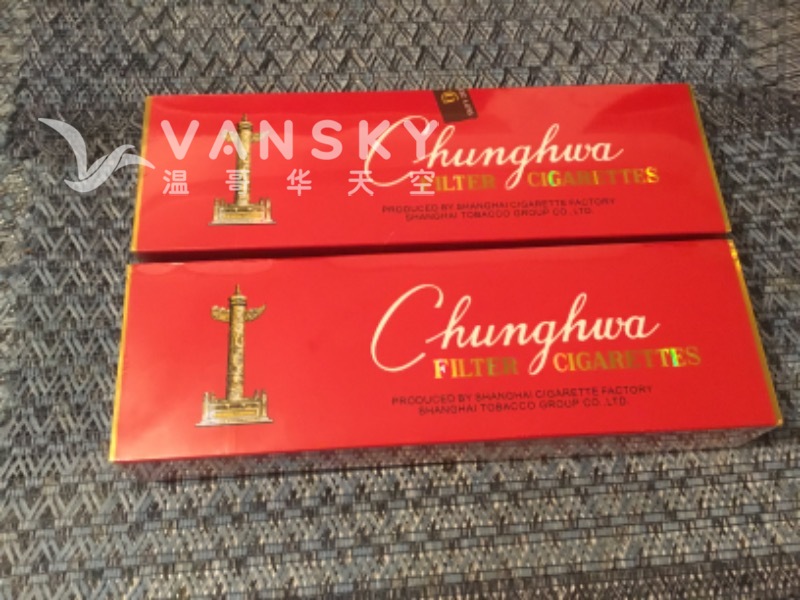 VANSKY
温哥华天空
Chunghwa
FILTER CIGARETTES
PRODUCED BY SHANGHAI CIGARETTE FACTORY
SHANGHAI TOBACCO GROUP CO., LTD.
Chunghwa
FILTER CIGARETTES
PRODUCED BY SHANGHAI CIGARETTE FACTORY
SHANGHAI TOBACCO GROUP CO., LTD.